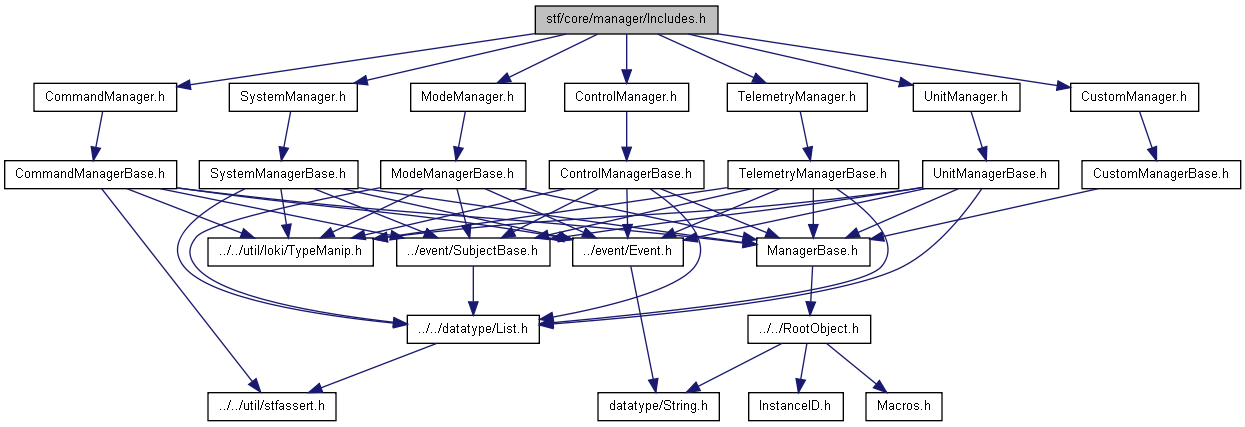 stf/core/manager/Includes.h
CommandManager.h
SystemManager.h
ModeManager.h
ControlManager.h
TelemetryManager.h
UnitManager.h
CustomManager.h
CommandManagerBase.h
SystemManagerBase.h
ModeManagerBase.h
ControlManagerBase.h
TelemetryManagerBase.h
UnitManagerBase.h
CustomManagerBase.h
../../util/loki/TypeManip.h
../event/SubjectBase.h
../event/Event.h
ManagerBase.h
../../datatype/List.h
../../RootObject.h
../../util/stfassert.h
datatype/String.h
InstanceID.h
Macros.h